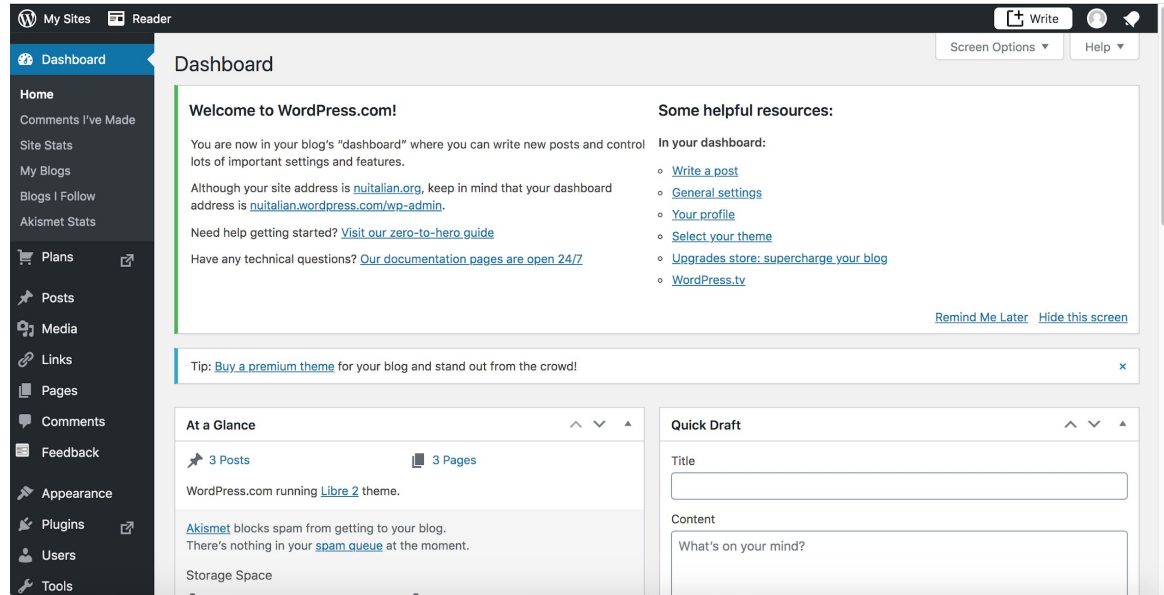 My Sites
Reader
Write
Dashboard
Home
Comments I've Made
Site Stats
My Blogs
Blogs I Follow
Akismet Stats
Plans
Posts
Media
Links
Pages
Comments
Feedback
Appearance
Plugins
Users
Tools
Screen Options ▼
Help ▼
Dashboard
Welcome to WordPress.com!
You are now in your blog's “dashboard” where you can write new posts and control
lots of important settings and features.
Although your site address is nuitalian.org, keep in mind that your dashboard
address is nuitalian.wordpress.com/wp-admin.
Need help getting started? Visit our zero-to-hero guide
Have any technical questions? Our documentation pages are open 24/7
Some helpful resources:
In your dashboard:
Write a post
General settings
Your profile
Select your theme
Upgrades store: supercharge your blog
WordPress.tv
Remind Me Later Hide this screen
Tip: Buy a premium theme for your blog and stand out from the crowd!
At a Glance
3 Posts
3 Pages
WordPress.com running Libre 2 theme.
Akismet blocks spam from getting to your blog.
There's nothing in your spam queue at the moment.
Storage Space
Quick Draft
Title
Content
What's on your mind?